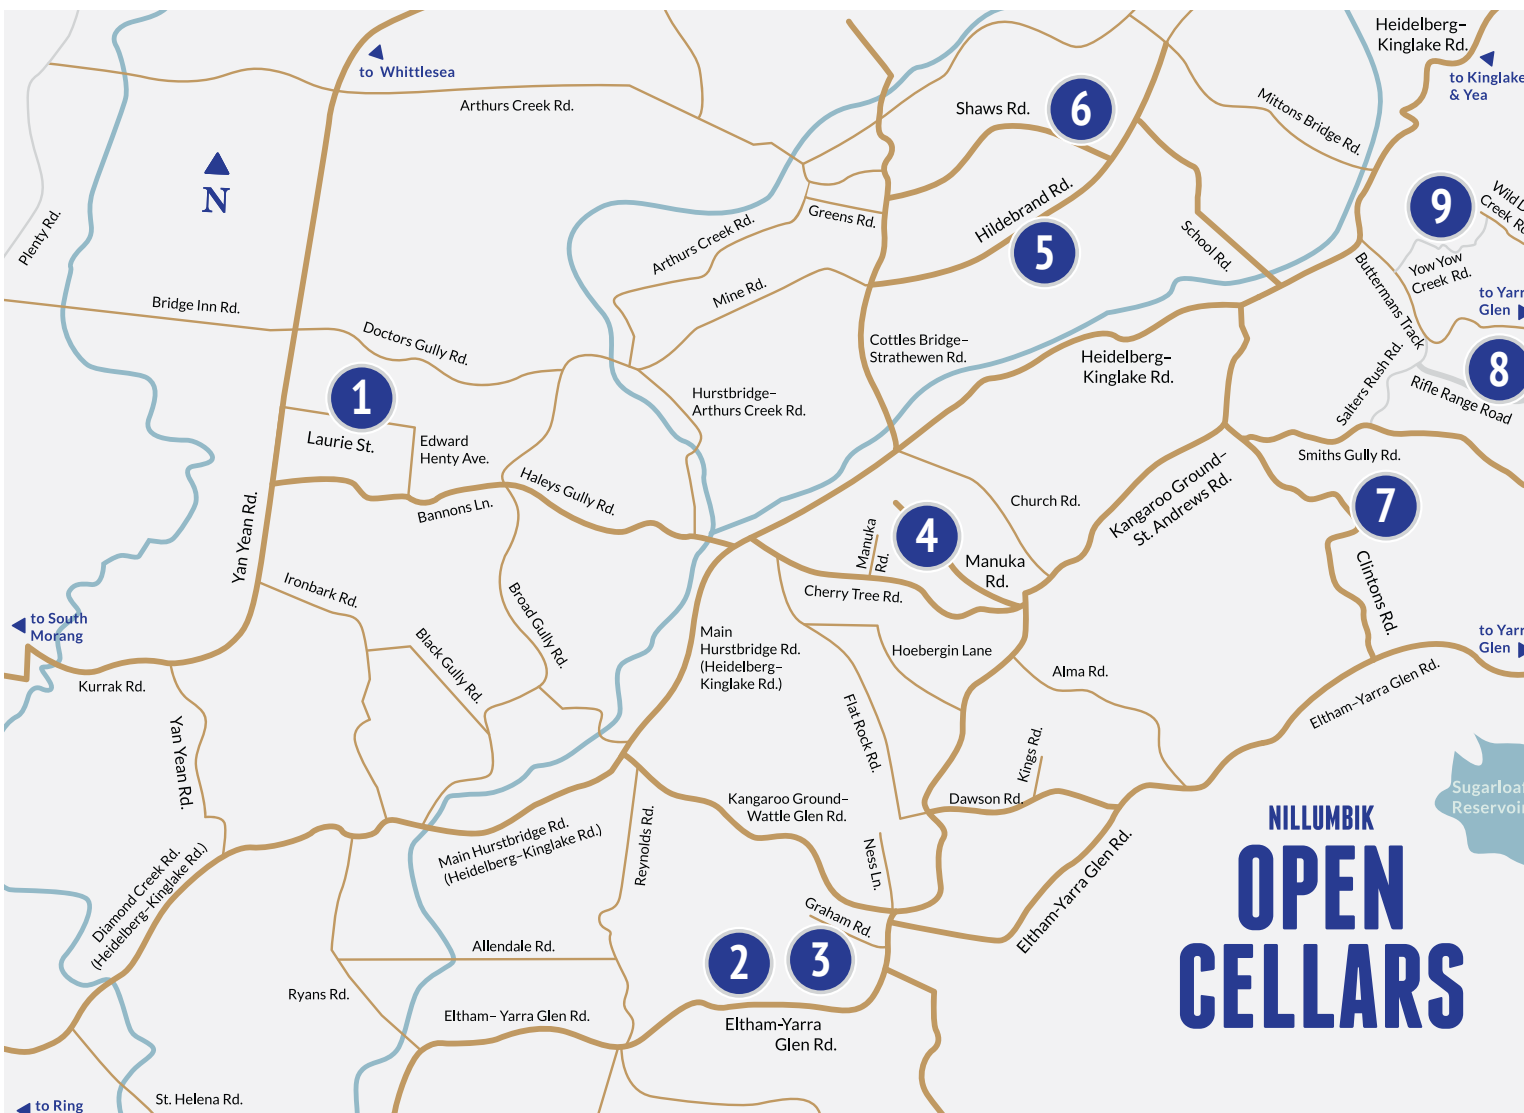 Heidelberg–
Kinglake Rd.
to Whittlesea
to Kinglake
& Yea
Arthurs Creek Rd.
Shaws Rd.
6
Mittons Bridge Rd.
N
Plenty Rd.
Hildebrand Rd.
9
Creek
Greens Rd.
Arthurs Creek Rd.
5
School Rd.
Yow Yow
Creek Rd.
Buttermans Track
Mine Rd.
Bridge Inn Rd.
Glen
Doctors Gully Rd.
Cottles Bridge–
Strathewen Rd.
Heidelberg–
Kinglake Rd.
8
Salters Rush Rd.
Rifle Range Road
1
Hurstbridge–
Arthurs Creek Rd.
Laurie St.
Edward
Henty Ave.
Smiths Gully Rd.
Haleys Gully Rd.
Bannons Ln.
Kangaroo Ground–
St. Andrews Rd.
Church Rd.
7
Yan Yean Rd.
4
Manuka
Rd.
Manuka
Rd.
Ironbark Rd.
Cherry Tree Rd.
Clintons Rd.
Broad Gully Rd.
to South
Morang
Main
Hurstbridge Rd.
(Heidelberg–
Kinglake Rd.)
Black Gully Rd.
Hoebergin Lane
Glen
Kurrak Rd.
Alma Rd.
Eltham–Yarra Glen Rd.
Yan Yean Rd.
Flat Rock Rd.
Kings Rd.
Dawson Rd.
Kangaroo Ground–
Wattle Glen Rd.
Reservoir
Main Hurstbridge Rd.
(Heidelberg–Kinglake Rd.)
Reynolds Rd.
Ness Ln.
NILLUMBIK
OPEN
CELLARS
Diamond Creek Rd.
(Heidelberg–Kinglake Rd.)
Graham Rd.
Eltham–Yarra Glen Rd.
Allendale Rd.
2
3
Ryans Rd.
Eltham– Yarra Glen Rd.
Eltham-Yarra
Glen Rd.
St. Helena Rd.
to Ring